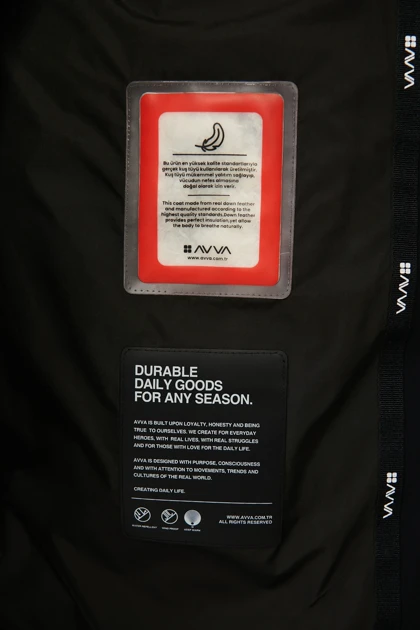 Bu ürün en yüksek kalite standartlarıyla
gerçek kuş tüyü kullanılarak üretilmiştir.
Kuş tüyü mükemmel yalıtım sağlayıp,
vücudun nefes almasına
doğal olarak izin verir.
This coat made from real down feather
and manufactured according to the
highest quality standards.Down feather
provides perfect insulation,yet allow
the body to breathe naturally.
AVVA
www.avva.com.tr
DURABLE
DAILY GOODS
FOR ANY SEASON.
AVVA IS BUILT UPON LOYALTY, HONESTY AND BEING
TRUE TO OURSELVES. WE CREATE FOR EVERYDAY
HEROES, WITH REAL LIVES, WITH REAL STRUGGLES
AND FOR THOSE WITH LOVE FOR THE DAILY LIFE.
AVVA IS DESIGNED WITH PURPOSE, CONSCIOUSNESS
AND WITH ATTENTION TO MOVEMENTS, TRENDS AND
CULTURES OF THE REAL WORLD.
CREATING DAILY LIFE.
WATER REPELLENT
WIND PROOF
KEEP WARM
WWW.AVVA.COM.TR
ALL RIGHTS RESERVED
AVVA
AVVA
AVVA